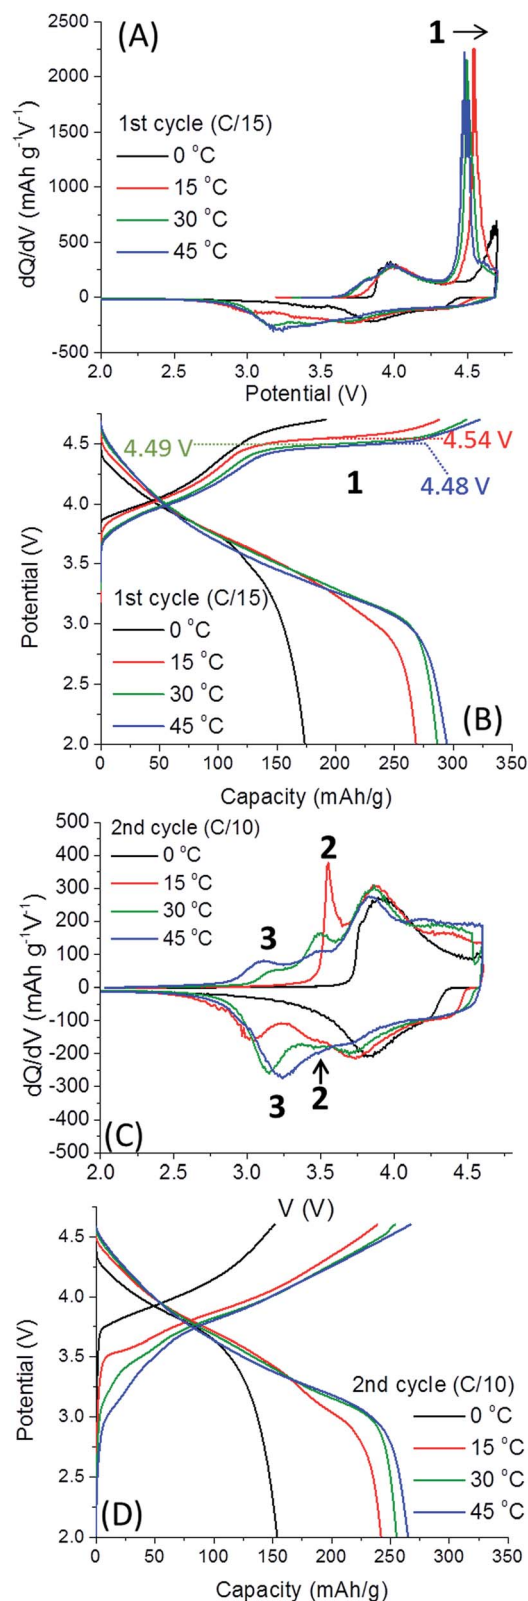 (A)
1 →
2500
2000
1500
1000
500
0
-500
dQ/dV (mAh g⁻¹V⁻¹)
1st cycle (C/15)
0 °C
15 °C
30 °C
45 °C
2.0 2.5 3.0 3.5 4.0 4.5
Potential (V)
4.5
4.0
3.5
3.0
2.5
2.0
Potential (V)
4.49 V
4.54 V
4.48 V
1
1st cycle (C/15)
0 °C
15 °C
30 °C
45 °C
(B)
0 50 100 150 200 250 300 350
Capacity (mAh/g)
500
400
300
200
100
0
-100
-200
-300
-400
-500
dQ/dV (mAh g⁻¹V⁻¹)
2nd cycle (C/10)
0 °C
15 °C
30 °C
45 °C
2
3
3
2
(C)
2.0 2.5 3.0 3.5 4.0 4.5
V (V)
4.5
4.0
3.5
3.0
2.5
2.0
Potential (V)
2nd cycle (C/10)
0 °C
15 °C
30 °C
45 °C
(D)
0 50 100 150 200 250 300 350
Capacity (mAh/g)